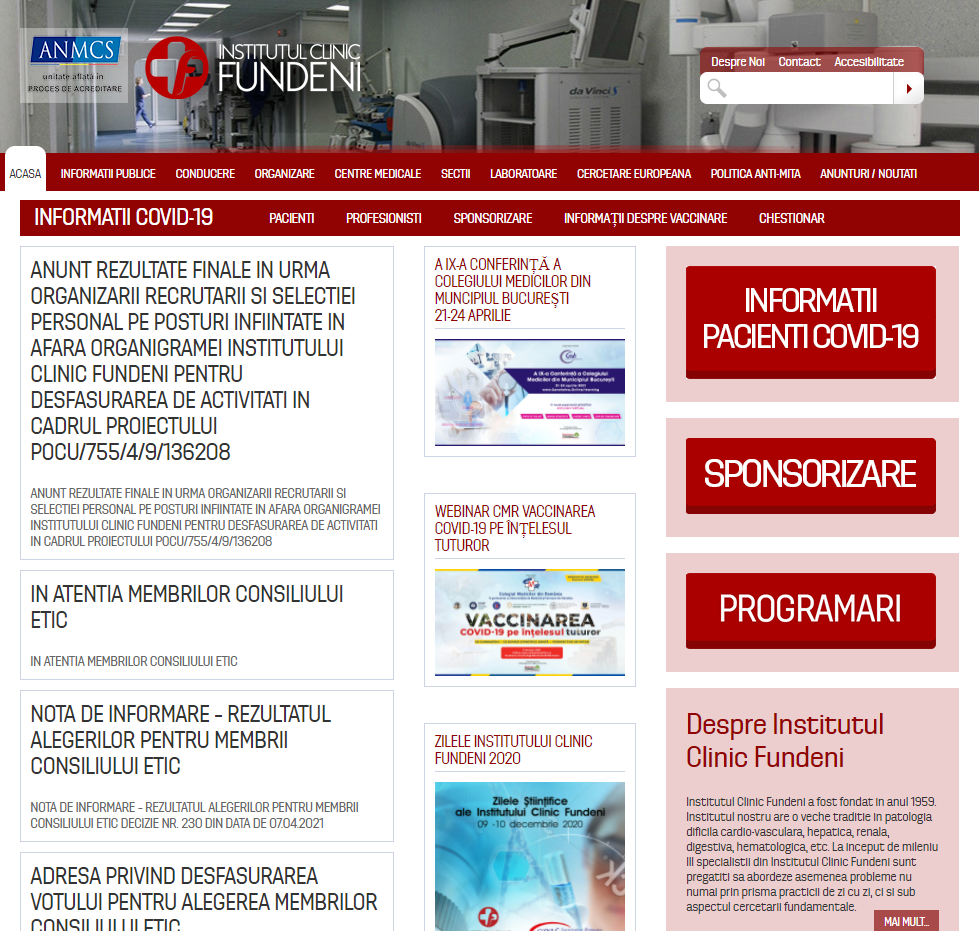 ANMCS
unitate aflata in
PROCES DE ACREDITARE
INSTITUTUL CLINIC
FUNDENI
daVinci S
Despre Noi Contact Accesibilitate
ACASA INFORMATII PUBLICE CONDUCERE ORGANIZARE CENTRE MEDICALE SECTII LABORATOARE CERCETARE EUROPEANA POLITICA ANTI-MITA ANUNTURI / NOUTATI
INFORMATII COVID-19 PACIENTI PROFESIONISTI SPONSORIZARE INFORMAȚII DESPRE VACCINARE CHESTIONAR
ANUNT REZULTATE FINALE IN URMA
ORGANIZARII RECRUTARII SI SELECTIEI
PERSONAL PE POSTURI INFIINTATE IN
AFARA ORGANIGRAMEI INSTITUTULUI
CLINIC FUNDENI PENTRU
DESFASURAREA DE ACTIVITATI IN
CADRUL PROIECTULUI
POCU/755/4/9/136208
ANUNT REZULTATE FINALE IN URMA ORGANIZARII RECRUTARII SI
SELECTIEI PERSONAL PE POSTURI INFIINTATE IN AFARA ORGANIGRAMEI
INSTITUTULUI CLINIC FUNDENI PENTRU DESFASURAREA DE ACTIVITATI
IN CADRUL PROIECTULUI POCU/755/4/9/136208
IN ATENTIA MEMBRILOR CONSILIULUI
ETIC
IN ATENTIA MEMBRILOR CONSILIULUI ETIC
NOTA DE INFORMARE – REZULTATUL
ALEGERILOR PENTRU MEMBRII
CONSILIULUI ETIC
NOTA DE INFORMARE – REZULTATUL ALEGERILOR PENTRU MEMBRII
CONSILIULUI ETIC DECIZIE NR. 230 DIN DATA DE 07.04.2021
ADRESA PRIVIND DESFASURAREA
VOTULUI PENTRU ALEGEREA MEMBRILOR
CONSILIULUI ETIC
A IX-A CONFERINȚĂ A
COLEGIULUI MEDICILOR DIN
MUNCIPIUL BUCUREȘTI
21-24 APRILIE
A IX-a Conferință a Colegiului
Medicilor din Municipiul București
WEBINAR CMR VACCINAREA
COVID-19 PE ÎNȚELESUL
TUTUROR
Colegiul Medicilor din România
VACCINAREA
COVID-19 pe înțelesul tuturor
ZILELE INSTITUTULUI CLINIC
FUNDENI 2020
Zilele Științifice
ale Institutului Clinic Fundeni
09 -10 decembrie 2020
INFORMATII
PACIENTI COVID-19
SPONSORIZARE
PROGRAMARI
Despre Institutul
Clinic Fundeni
Institutul Clinic Fundeni a fost fondat in anul 1959.
Institutul nostru are o veche traditie in patologia
dificila cardio-vasculara, hepatica, renala,
digestiva, hematologica, etc. La inceput de mileniu
III specialistii din Institutul Clinic Fundeni sunt
pregatiti sa abordeze asemenea probleme nu
numai prin prisma practicii de zi cu zi, ci si sub
aspectul cercetarii fundamentale.
MAI MULT...